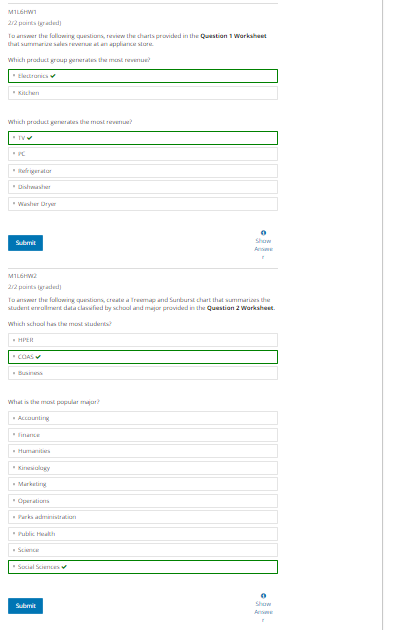 M1L6HW1
2/2 points (graded)
To answer the following questions, review the charts provided in the Question 1 Worksheet
that summarize sales revenue at an appliance store.
Which product group generates the most revenue?
Electronics ✔
Kitchen
Which product generates the most revenue?
TV ✔
PC
Refrigerator
Dishwasher
Washer Dryer
Submit
Show
Answe
r
M1L6HW2
2/2 points (graded)
To answer the following questions, create a Treemap and Sunburst chart that summarizes the
student enrollment data classified by school and major provided in the Question 2 Worksheet.
Which school has the most students?
HPER
COAS ✔
Business
What is the most popular major?
Accounting
Finance
Humanities
Kinesiology
Marketing
Operations
Parks administration
Public Health
Science
Social Sciences ✔
Submit
Show
Answe
r